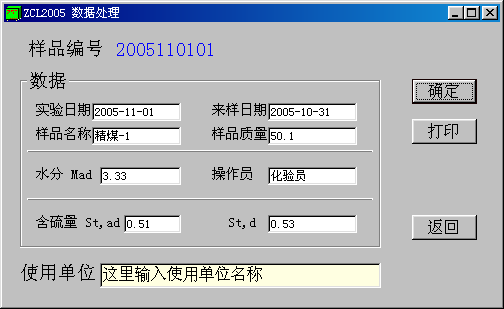 ZCL2005 数据处理
样品编号 2005110101
数据
实验日期 2005-11-01 来样日期 2005-10-31
样品名称 精煤-1 样品质量 50.1
水分 Mad 3.33 操作员 化验员
含硫量 St,ad 0.51 St,d 0.53
使用单位 这里输入使用单位名称
确定
打印
返回